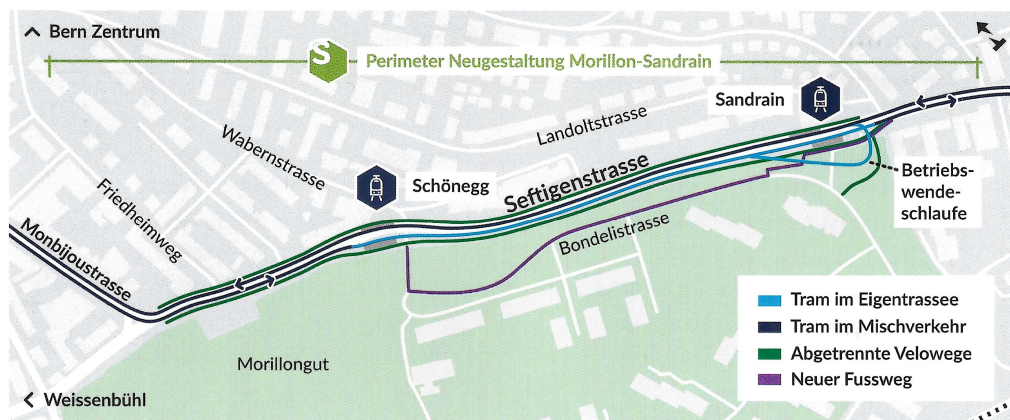 Bern Zentrum
S
Perimeter Neugestaltung Morillon-Sandrain
Sandrain
Landoltstrasse
Wabernstrasse
Schönegg
Seftigenstrasse
Betriebs-
wende-
schlaufe
Friedheimweg
Monbijoustrasse
Bondelistrasse
Tram im Eigentrassee
Tram im Mischverkehr
Abgetrennte Velowege
Neuer Fussweg
Morillongut
Weissenbühl